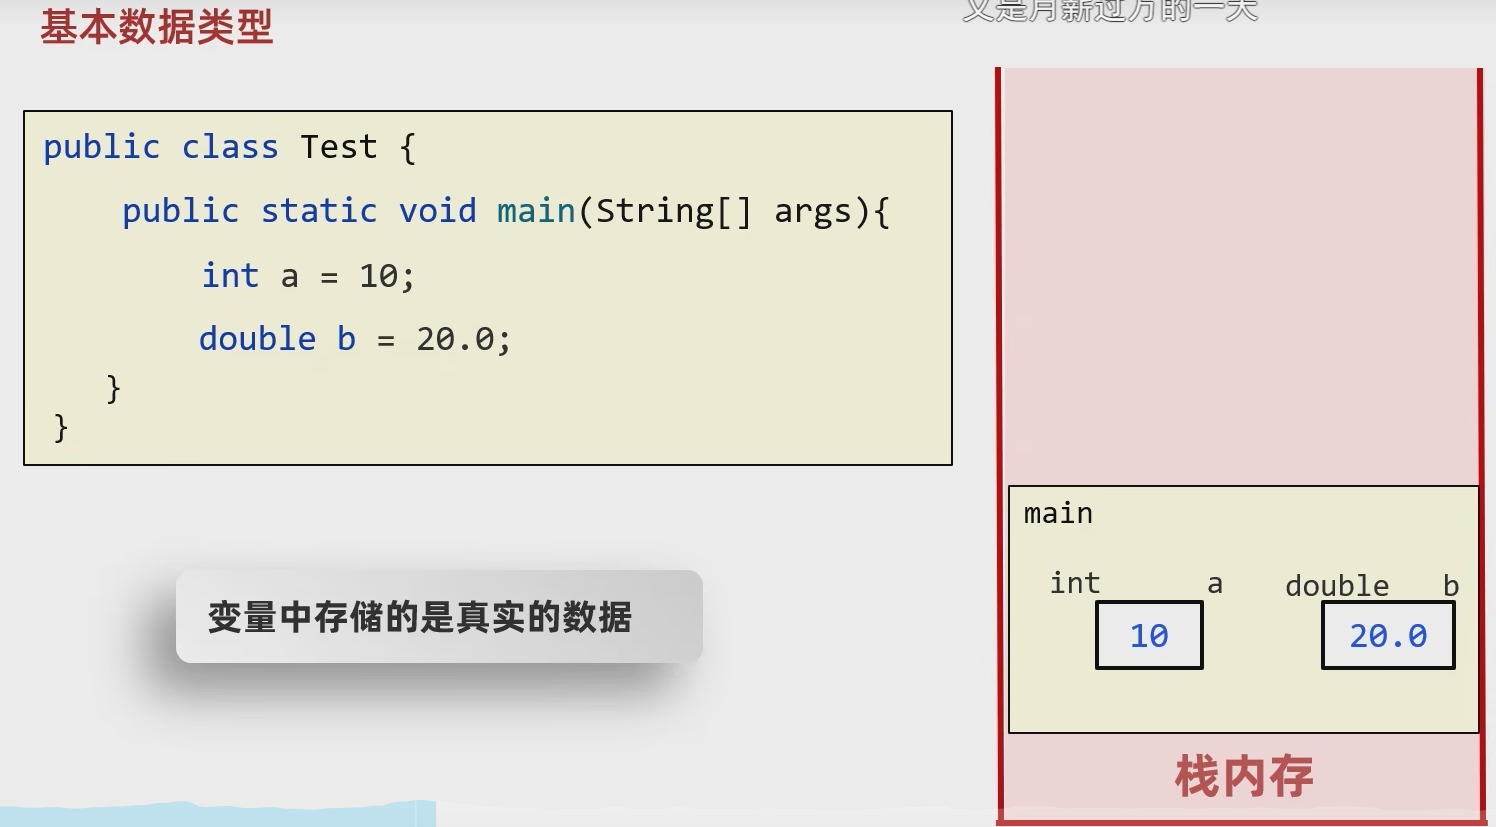 基本数据类型
又是月新过万的一天
public class Test {
public static void main(String[] args){
int a = 10;
double b = 20.0;
}
}
变量中存储的是真实的数据
main
int a double b
10 20.0
栈内存